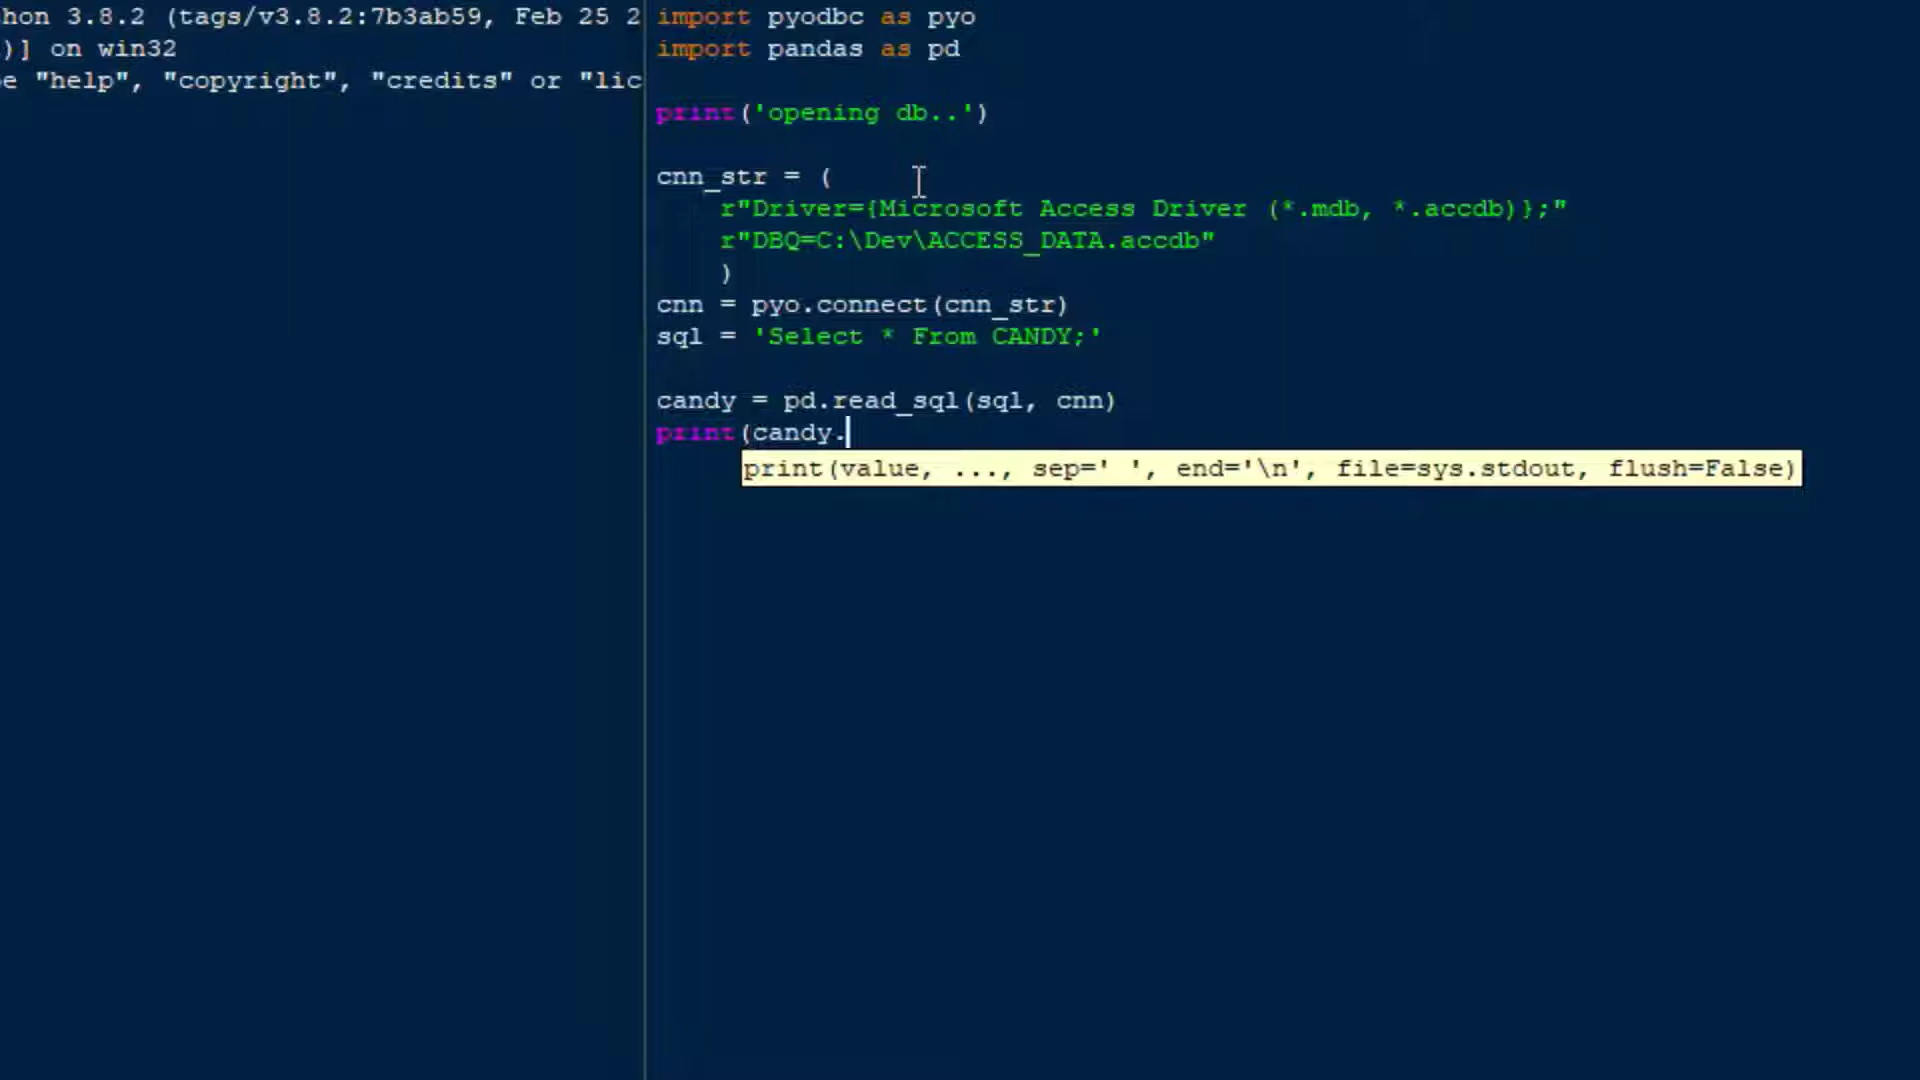 hon 3.8.2 (tags/v3.8.2:7b3ab59, Feb 25 2
)] on win32
e "help", "copyright", "credits" or "lic
import pyodbc as pyo
import pandas as pd
print('opening db..')
cnn_str = (
r"Driver={Microsoft Access Driver (*.mdb, *.accdb)};"
r"DBQ=C:\Dev\ACCESS_DATA.accdb"
)
cnn = pyo.connect(cnn_str)
sql = 'Select * From CANDY;'
candy = pd.read_sql(sql, cnn)
print(candy.
print(value, ..., sep=' ', end='\n', file=sys.stdout, flush=False)